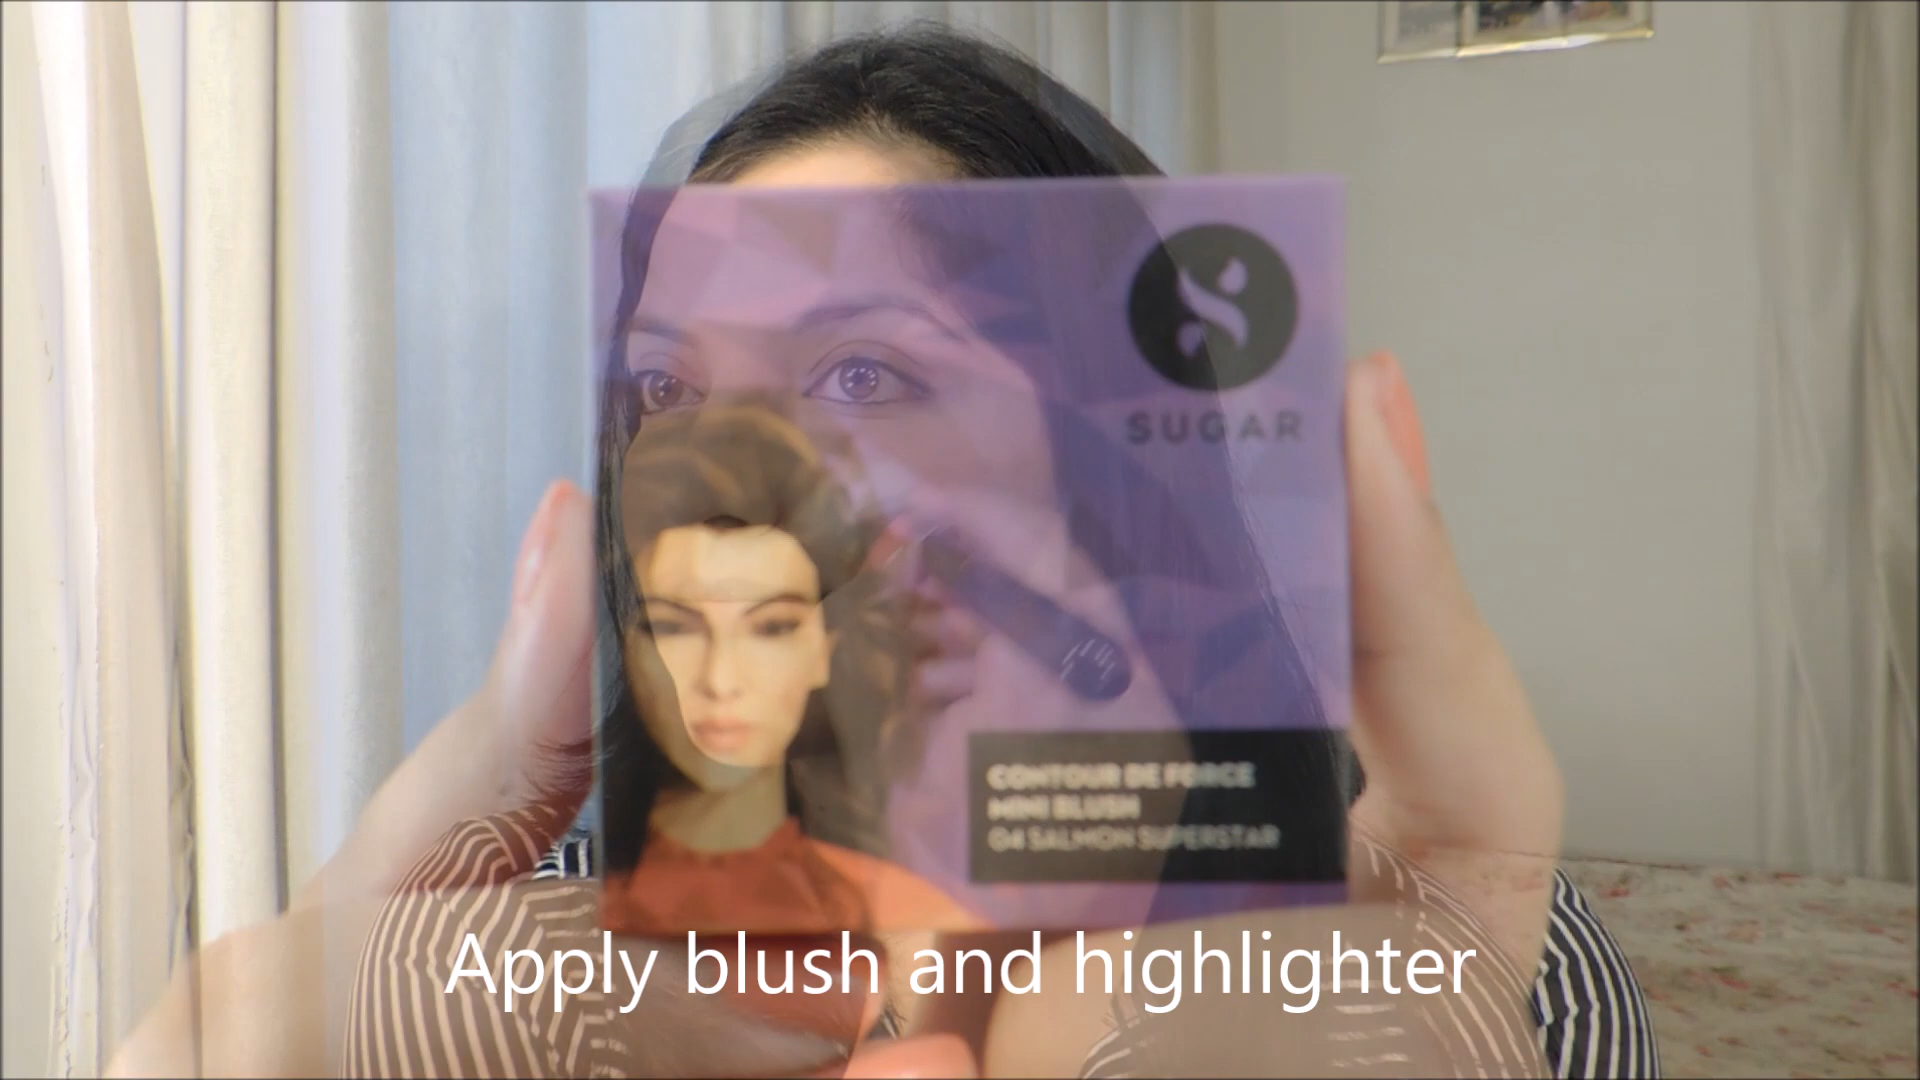 SUGAR
CONTOUR DE FORCE
MINI BLUSH
04 SALMON SUPERSTAR
Apply blush and highlighter